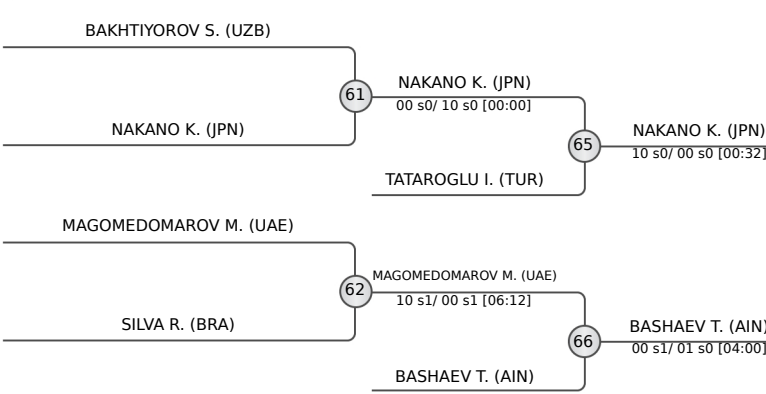 BAKHTIYOROV S. (UZB)
61
NAKANO K. (JPN)
00 s0/ 10 s0 [00:00]
NAKANO K. (JPN)
65
NAKANO K. (JPN)
10 s0/ 00 s0 [00:32]
TATAROGLU I. (TUR)
MAGOMEDOMAROV M. (UAE)
62
MAGOMEDOMAROV M. (UAE)
10 s1/ 00 s1 [06:12]
SILVA R. (BRA)
66
BASHAEV T. (AIN)
00 s1/ 01 s0 [04:00]
BASHAEV T. (AIN)